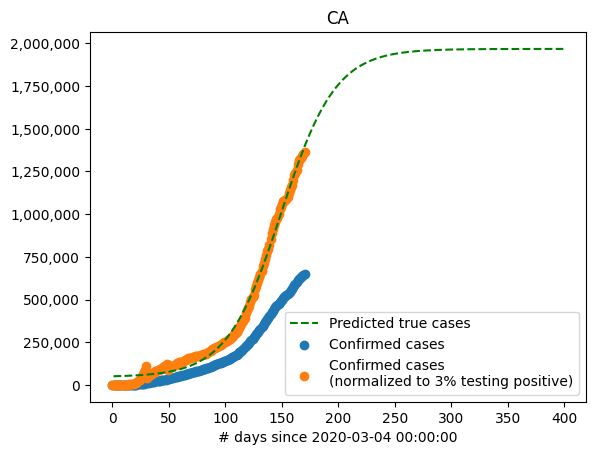 CA
2,000,000
1,750,000
1,500,000
1,250,000
1,000,000
750,000
500,000
250,000
0
Predicted true cases
Confirmed cases
Confirmed cases
(normalized to 3% testing positive)
0 50 100 150 200 250 300 350 400
# days since 2020-03-04 00:00:00